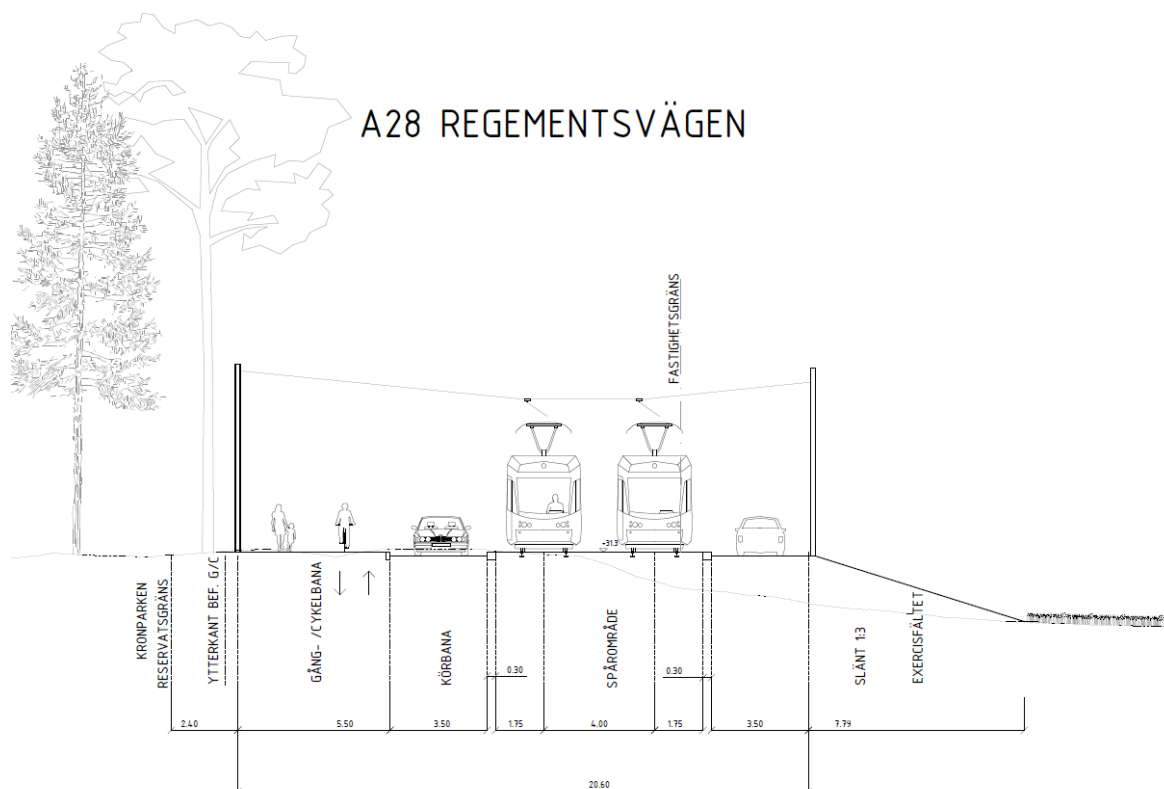 A28 REGEMENTSVÄGEN
FASTIGHETSGRÄNS
-31.3
KRONPARKEN
RESERVATSGRÄNS
YTTERKANT BEF. G/C
GÅNG- /CYKELBANA
KÖRBANA
0.30
SPÅROMRÅDE
0.30
SLÄNT 1:3
EXERCISFÄLTET
2.40
5.50
3.50
1.75
4.00
1.75
3.50
7.79
20.60